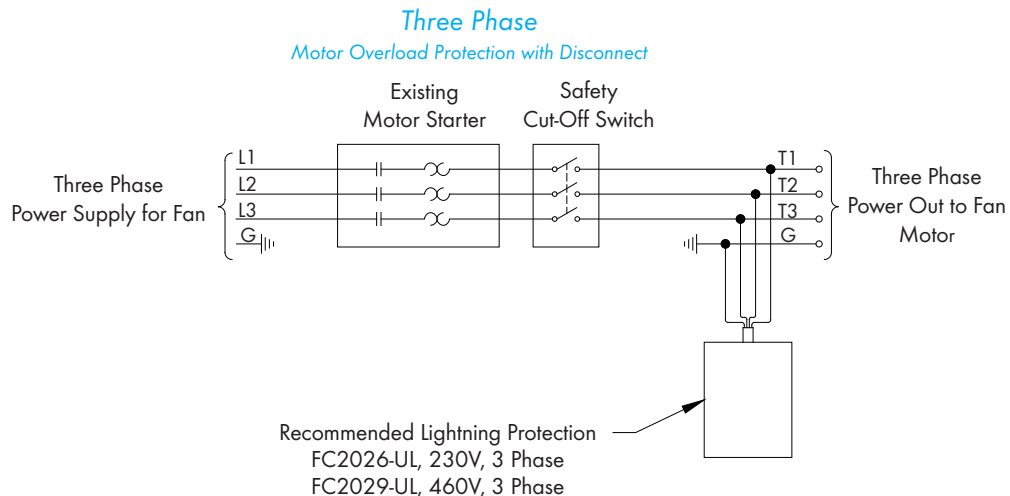 Three Phase
Motor Overload Protection with Disconnect
Existing
Motor Starter
Safety
Cut-Off Switch
Three Phase
Power Supply for Fan
L1
L2
L3
G
T1
T2
T3
G
Three Phase
Power Out to Fan
Motor
Recommended Lightning Protection
FC2026-UL, 230V, 3 Phase
FC2029-UL, 460V, 3 Phase